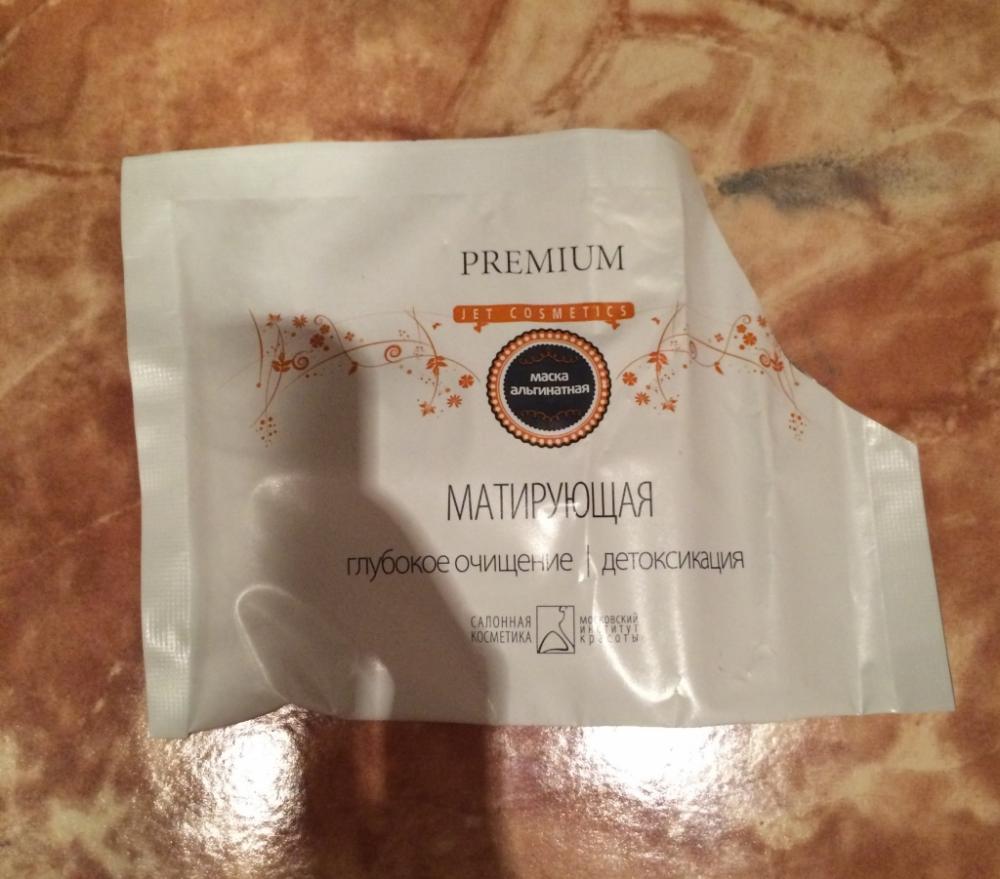 PREMIUM
JET COSMETICS
маска
альгинатная
МАТИРУЮЩАЯ
глубокое очищение | детоксикация
САЛОННАЯ
КОСМЕТИКА
МОСКОВСКИЙ
ИНСТИТУТ
красоты